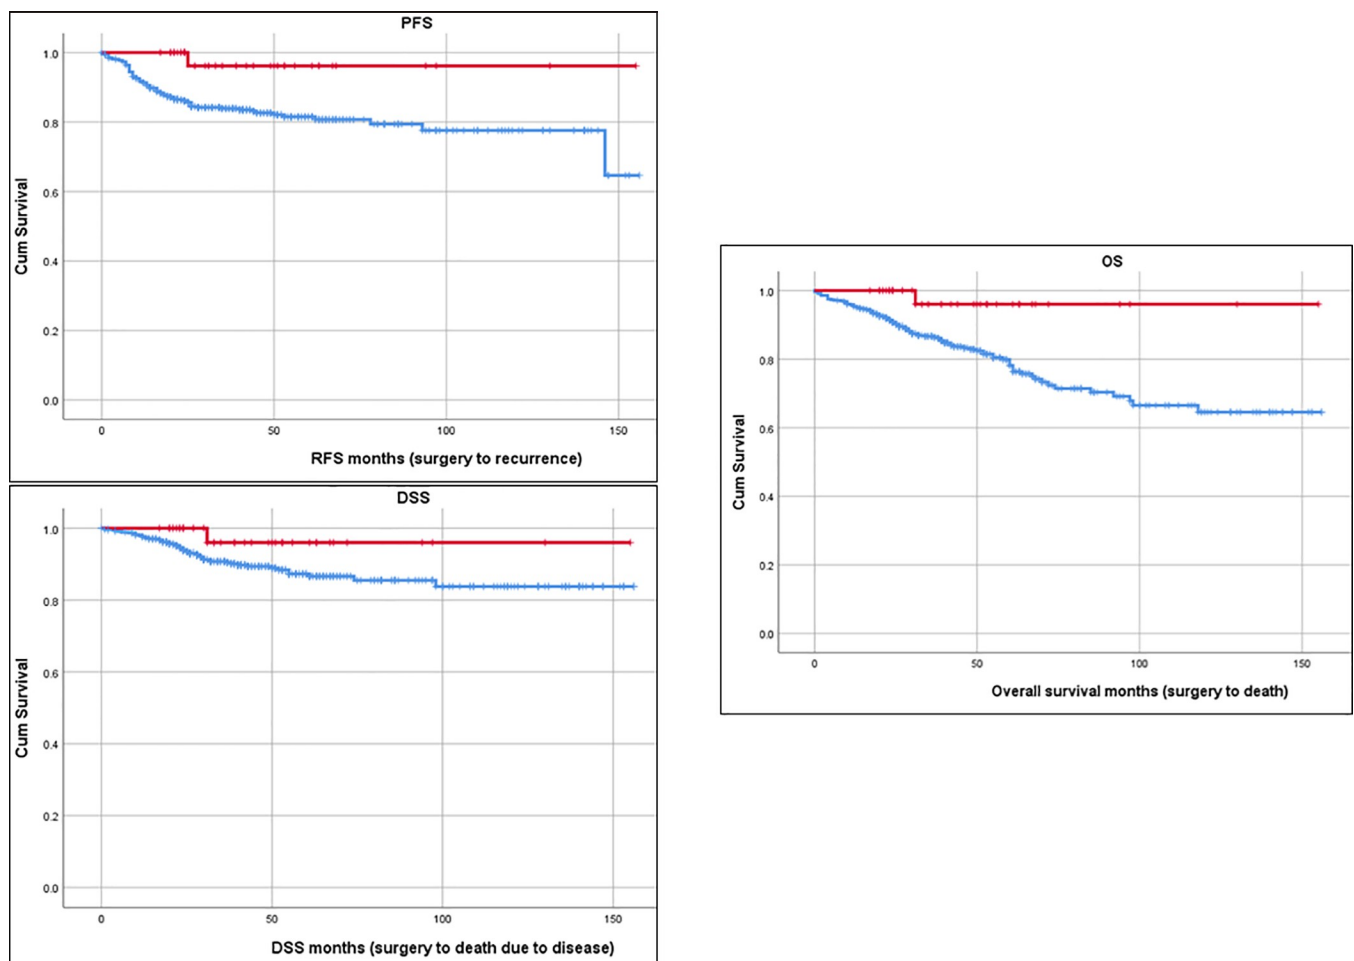 PFS
Cum Survival
1.0
0.8
0.6
0.4
0.2
0.0
0 50 100 150
RFS months (surgery to recurrence)
DSS
Cum Survival
1.0
0.8
0.6
0.4
0.2
0.0
0 50 100 150
DSS months (surgery to death due to disease)
OS
Cum Survival
1.0
0.8
0.6
0.4
0.2
0.0
0 50 100 150
Overall survival months (surgery to death)